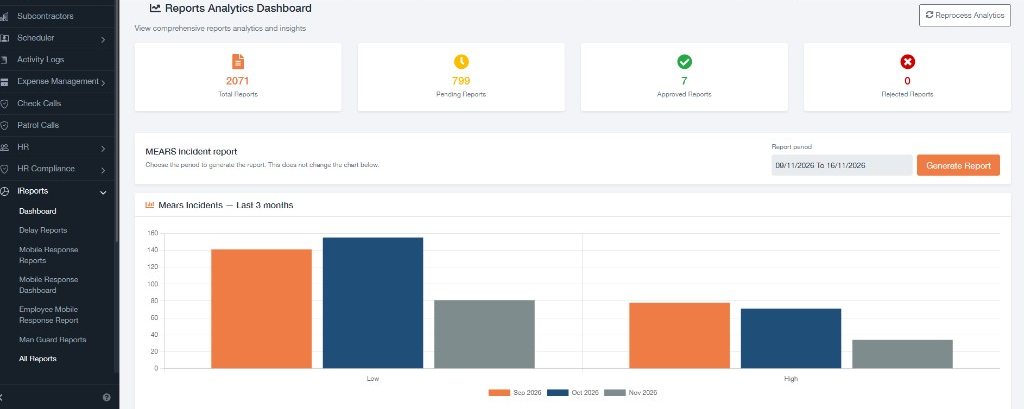 Subcontractors
Scheduler
Activity Logs
Expense Management
Check Calls
Patrol Calls
HR
HR Compliance
iReports
Dashboard
Delay Reports
Mobile Response
Reports
Mobile Response
Dashboard
Employee Mobile
Response Report
Man Guard Reports
All Reports
Reports Analytics Dashboard
View comprehensive reports analytics and insights
Reprocess Analytics
2071
Total Reports
799
Pending Reports
7
Approved Reports
0
Rejected Reports
MEARS incident report
Choose the period to generate the report. This does not change the chart below.
Report period
09/11/2026 To 16/11/2026
Generate Report
Mears Incidents — Last 3 months
160
140
120
100
80
60
40
20
0
Low
High
Sep 2026
Oct 2026
Nov 2026